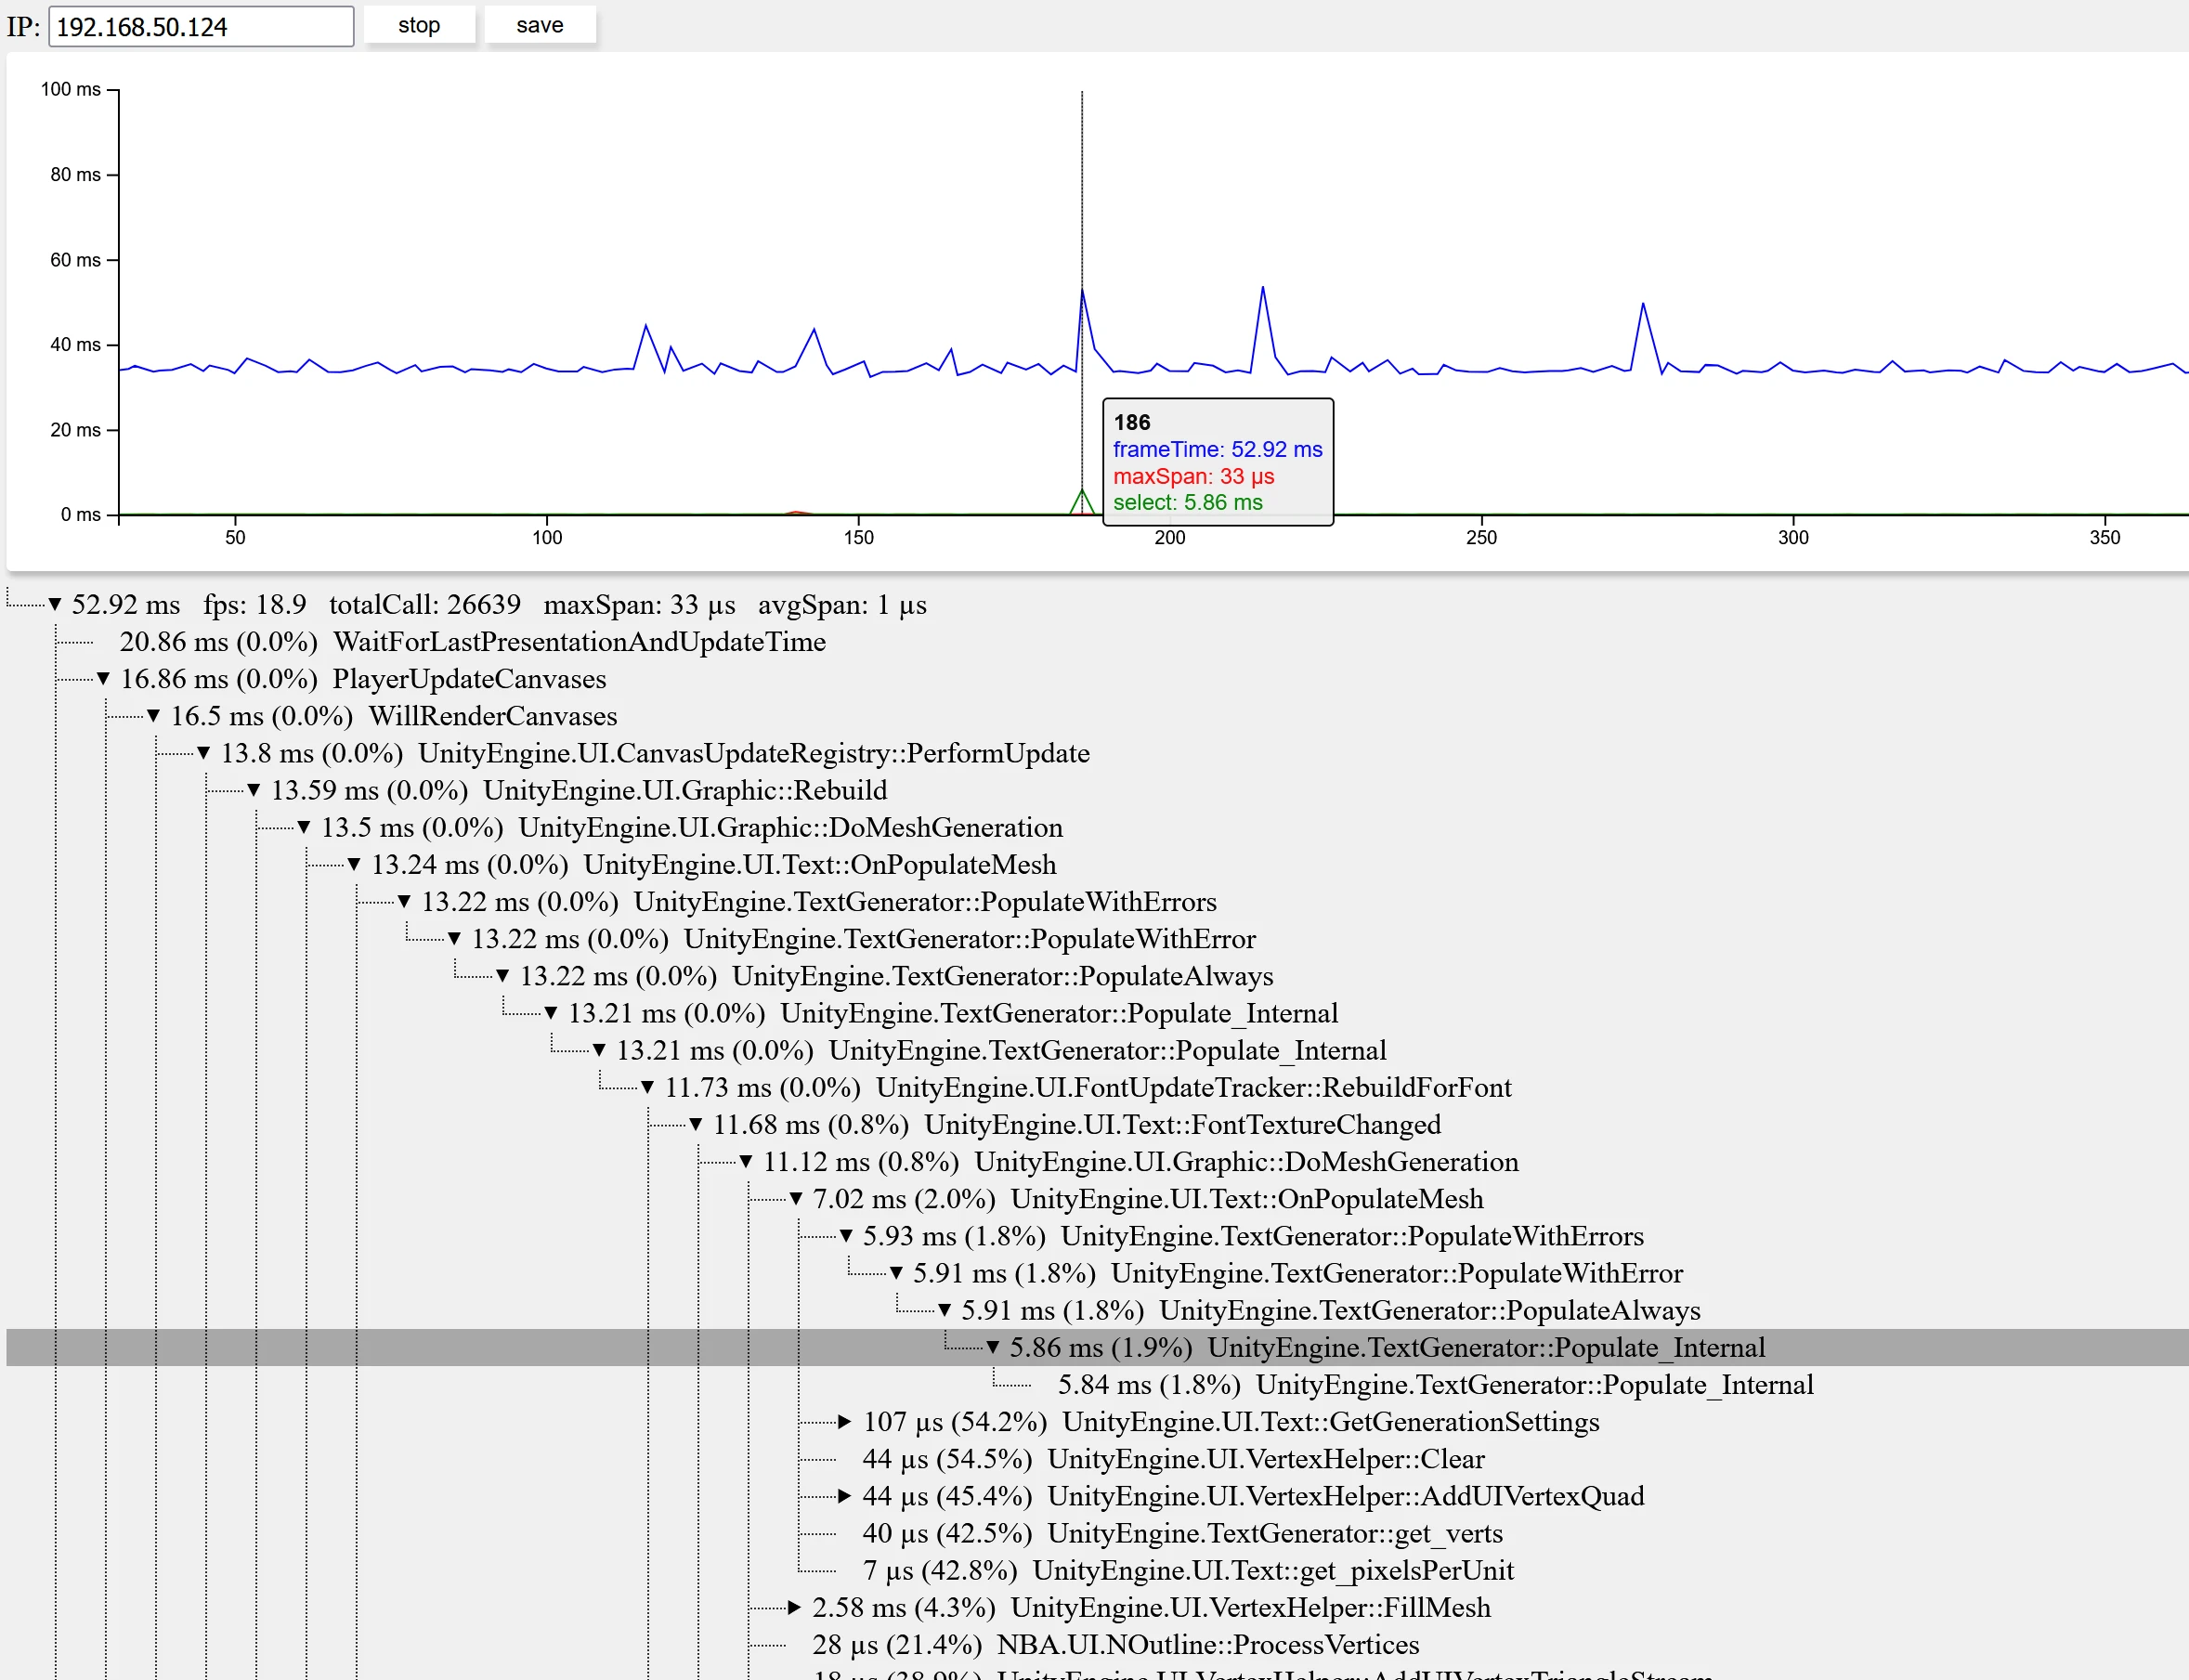 IP: 192.168.50.124 stop save
100 ms
80 ms
60 ms
40 ms
20 ms
0 ms
186
frameTime: 52.92 ms
maxSpan: 33 µs
select: 5.86 ms
50 100 150 200 250 300 350
▼ 52.92 ms fps: 18.9 totalCall: 26639 maxSpan: 33 µs avgSpan: 1 µs
20.86 ms (0.0%) WaitForLastPresentationAndUpdateTime
▼ 16.86 ms (0.0%) PlayerUpdateCanvases
▼ 16.5 ms (0.0%) WillRenderCanvases
▼ 13.8 ms (0.0%) UnityEngine.UI.CanvasUpdateRegistry::PerformUpdate
▼ 13.59 ms (0.0%) UnityEngine.UI.Graphic::Rebuild
▼ 13.5 ms (0.0%) UnityEngine.UI.Graphic::DoMeshGeneration
▼ 13.24 ms (0.0%) UnityEngine.UI.Text::OnPopulateMesh
▼ 13.22 ms (0.0%) UnityEngine.TextGenerator::PopulateWithErrors
▼ 13.22 ms (0.0%) UnityEngine.TextGenerator::PopulateWithError
▼ 13.22 ms (0.0%) UnityEngine.TextGenerator::PopulateAlways
▼ 13.21 ms (0.0%) UnityEngine.TextGenerator::Populate_Internal
▼ 13.21 ms (0.0%) UnityEngine.TextGenerator::Populate_Internal
▼ 11.73 ms (0.0%) UnityEngine.UI.FontUpdateTracker::RebuildForFont
▼ 11.68 ms (0.8%) UnityEngine.UI.Text::FontTextureChanged
▼ 11.12 ms (0.8%) UnityEngine.UI.Graphic::DoMeshGeneration
▼ 7.02 ms (2.0%) UnityEngine.UI.Text::OnPopulateMesh
▼ 5.93 ms (1.8%) UnityEngine.TextGenerator::PopulateWithErrors
▼ 5.91 ms (1.8%) UnityEngine.TextGenerator::PopulateWithError
▼ 5.91 ms (1.8%) UnityEngine.TextGenerator::PopulateAlways
▼ 5.86 ms (1.9%) UnityEngine.TextGenerator::Populate_Internal
5.84 ms (1.8%) UnityEngine.TextGenerator::Populate_Internal
► 107 µs (54.2%) UnityEngine.UI.Text::GetGenerationSettings
44 µs (54.5%) UnityEngine.UI.VertexHelper::Clear
► 44 µs (45.4%) UnityEngine.UI.VertexHelper::AddUIVertexQuad
40 µs (42.5%) UnityEngine.TextGenerator::get_verts
7 µs (42.8%) UnityEngine.UI.Text::get_pixelsPerUnit
► 2.58 ms (4.3%) UnityEngine.UI.VertexHelper::FillMesh
28 µs (21.4%) NBA.UI.NOutline::ProcessVertices
18 µs (38.9%) UnityEngine.UI.VertexHelper::AddUIVertexTriangleStream